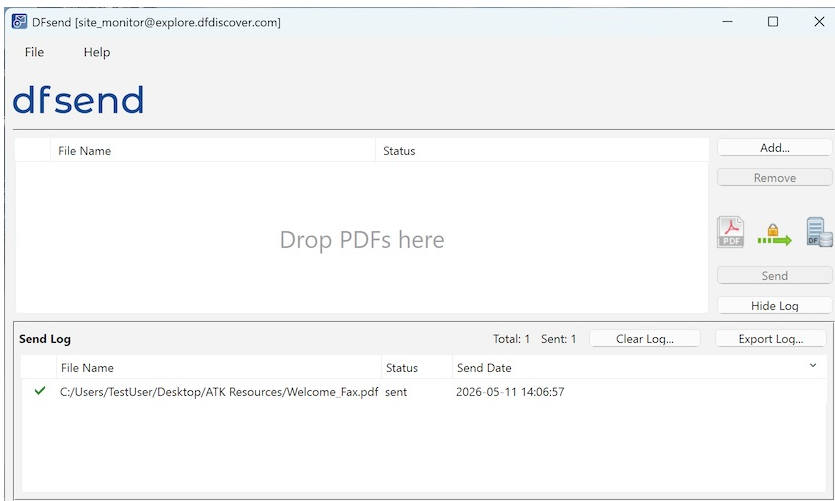 DFsend [site_monitor@explore.dfdiscover.com]
File Help
dfsend
File Name Status
Add...
Remove
Drop PDFs here
PDF DF
Send
Hide Log
Send Log Total: 1 Sent: 1 Clear Log... Export Log...
File Name Status Send Date
C:/Users/TestUser/Desktop/ATK Resources/Welcome_Fax.pdf sent 2026-05-11 14:06:57